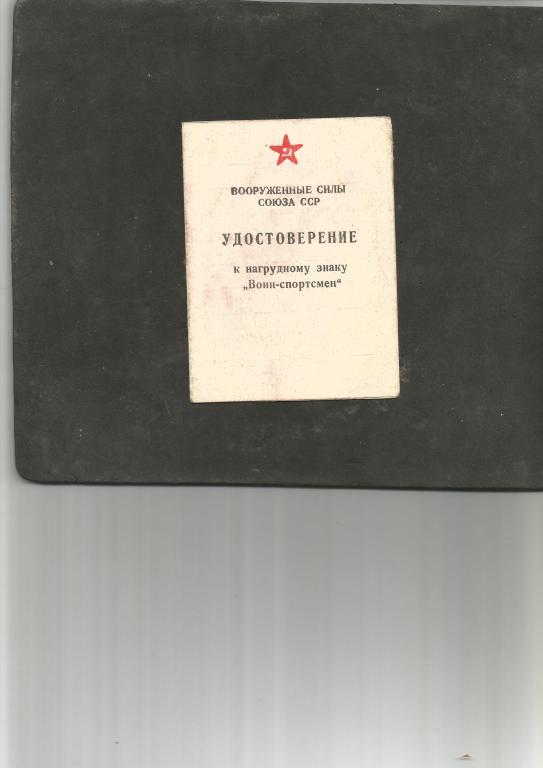 ВООРУЖЕННЫЕ СИЛЫ
СОЮЗА ССР
УДОСТОВЕРЕНИЕ
к нагрудному знаку
„Воин-спортсмен“